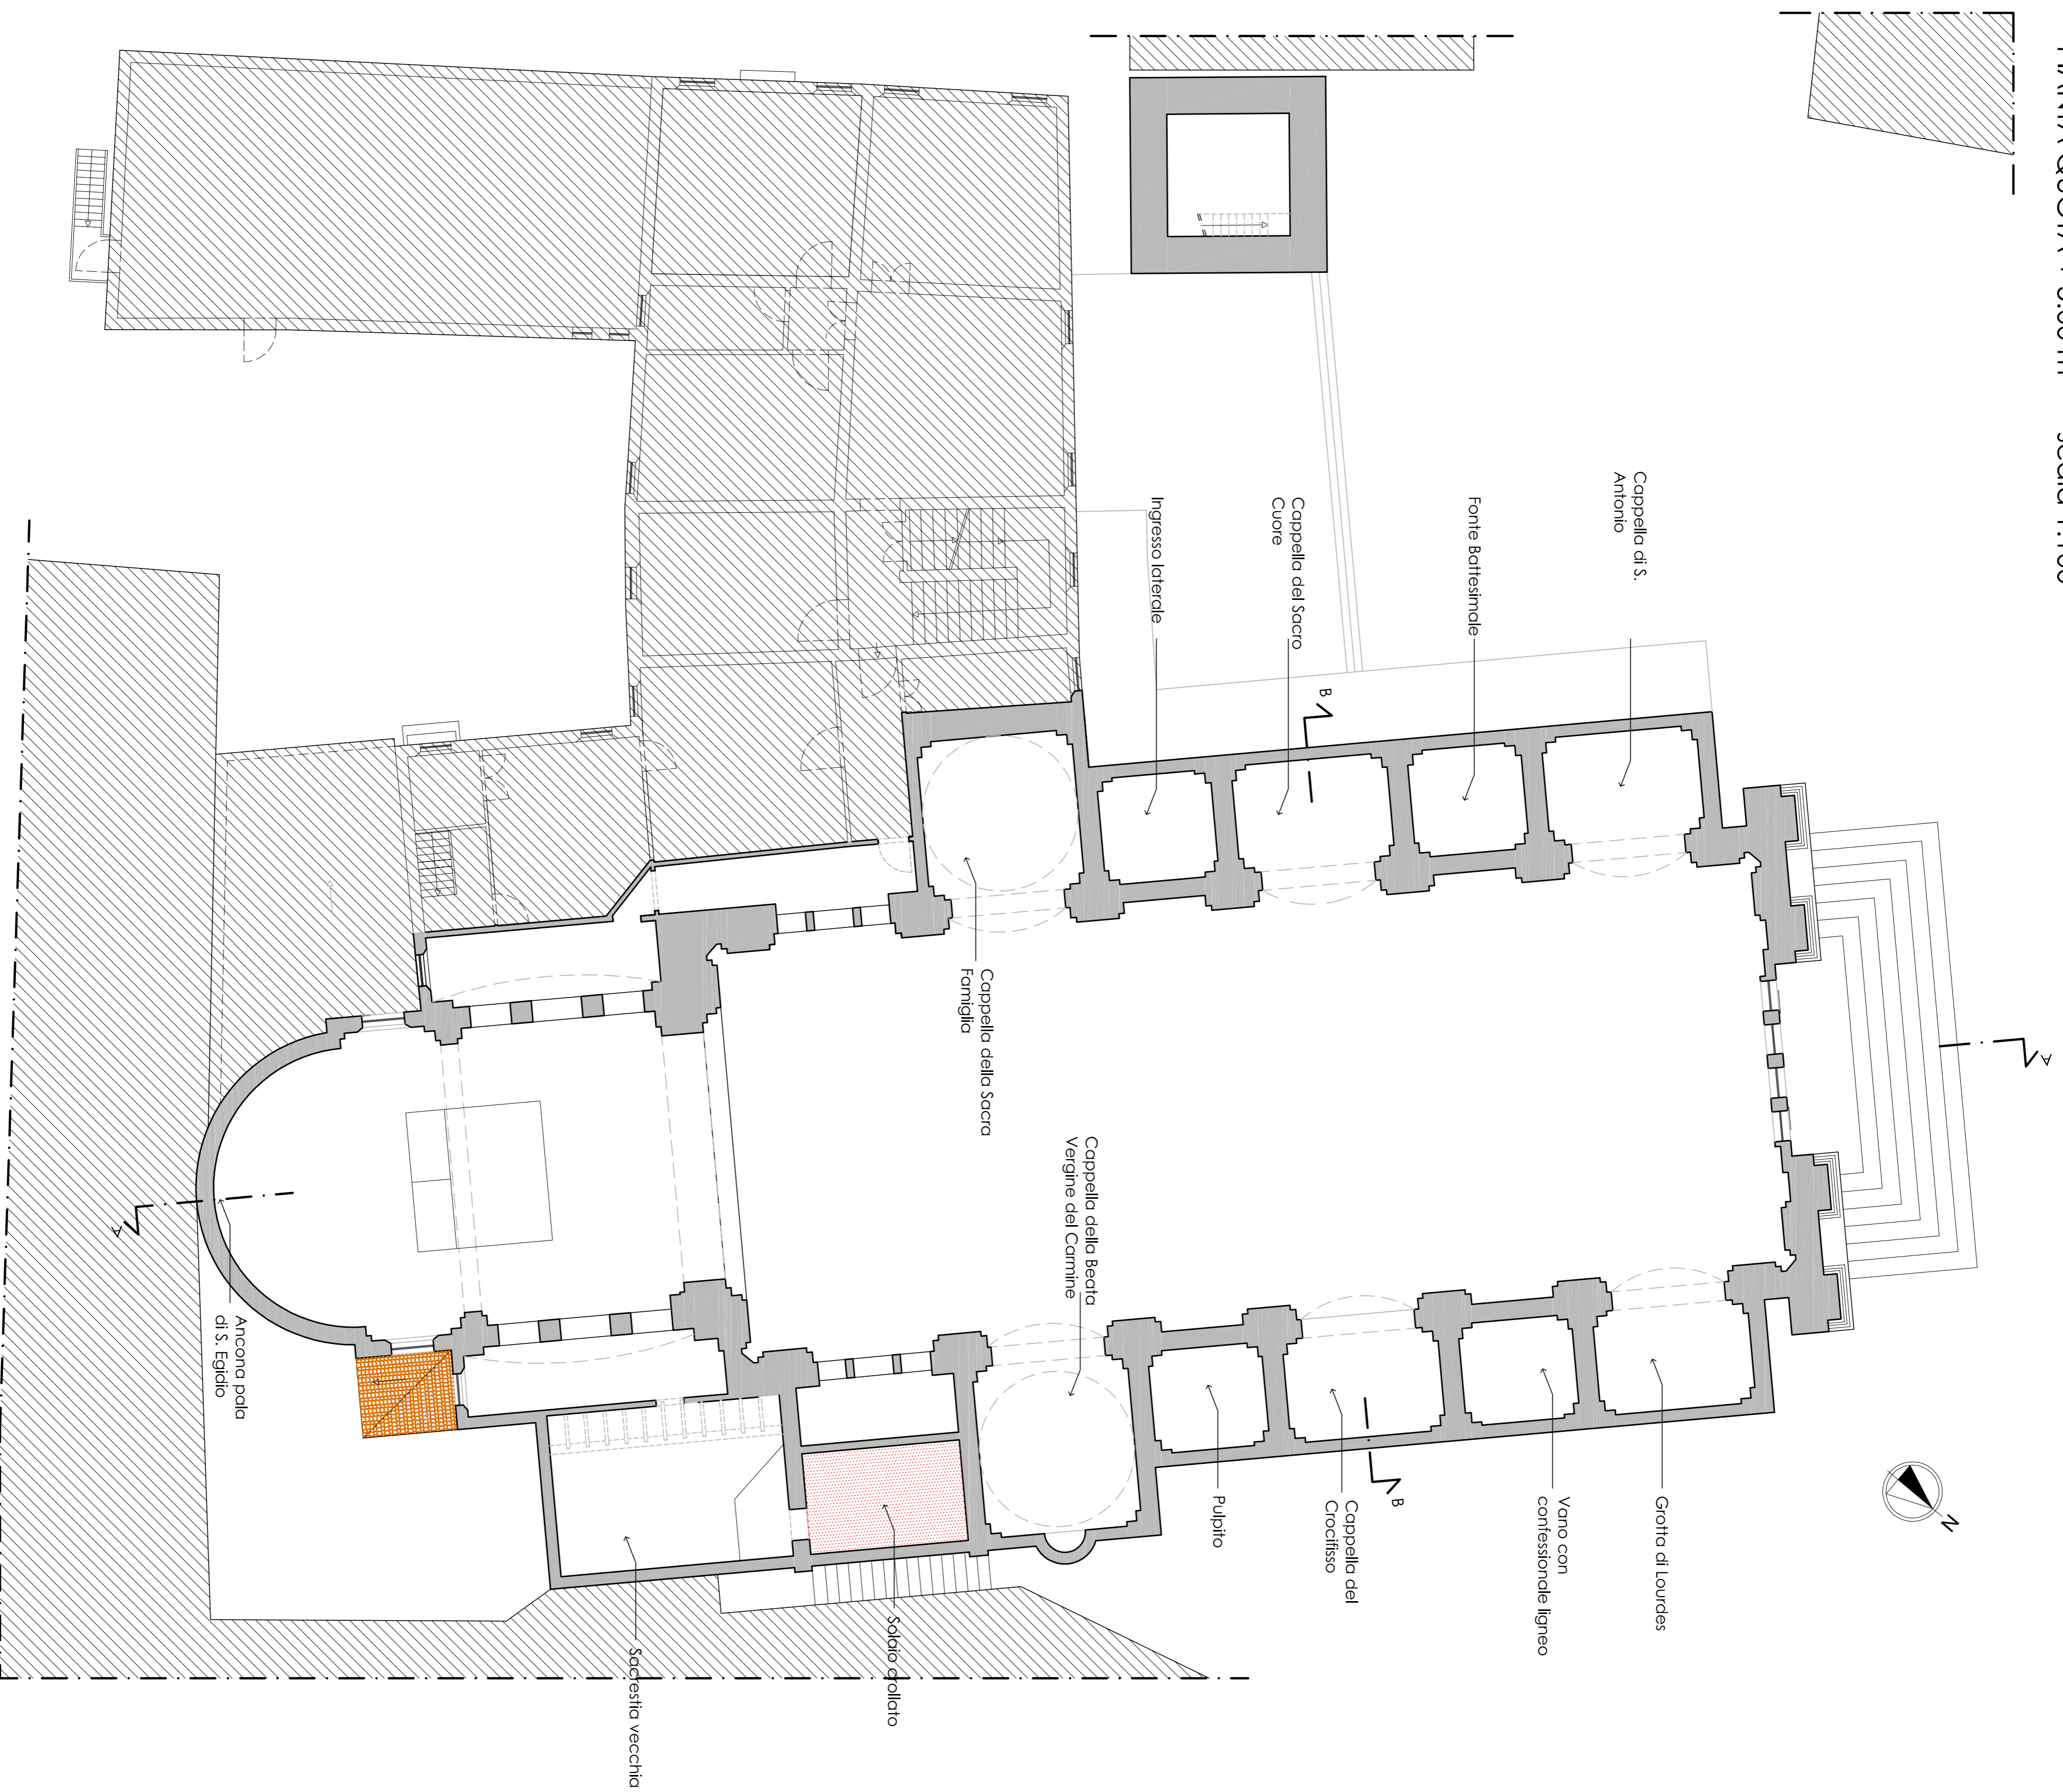 Cappella di S.
Antonio
Fonte Battesimale
Cappella del Sacro
Cuore
Ingresso laterale
B
A
Cappella della Sacra
Famiglia
Cappella della Beata
Vergine del Carmine
Ancona pala
di S. Egidio
A
Grotta di Lourdes
Vano con
confessionale ligneo
Cappella del
Crocifisso
B
Pulpito
Solaio crollato
Sacrestia vecchia
N